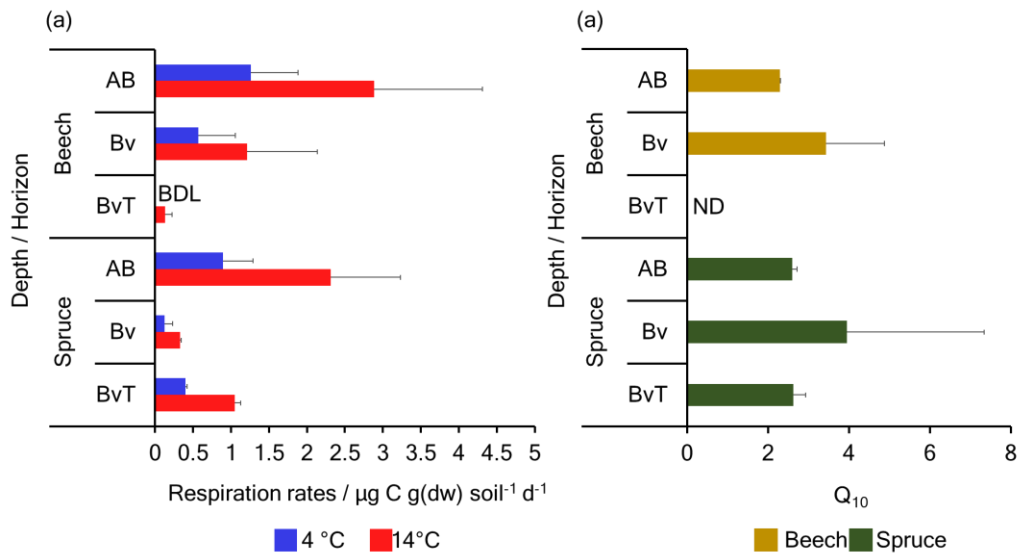 (a)
Depth / Horizon
Beech
AB
Bv
BvT
BDL
Spruce
AB
Bv
BvT
0 0.5 1 1.5 2 2.5 3 3.5 4 4.5 5
Respiration rates / µg C g(dw) soil⁻¹ d⁻¹
4 °C 14°C
(a)
Depth / Horizon
Beech
AB
Bv
BvT
ND
Spruce
AB
Bv
BvT
0 2 4 6 8
Q₁₀
Beech Spruce